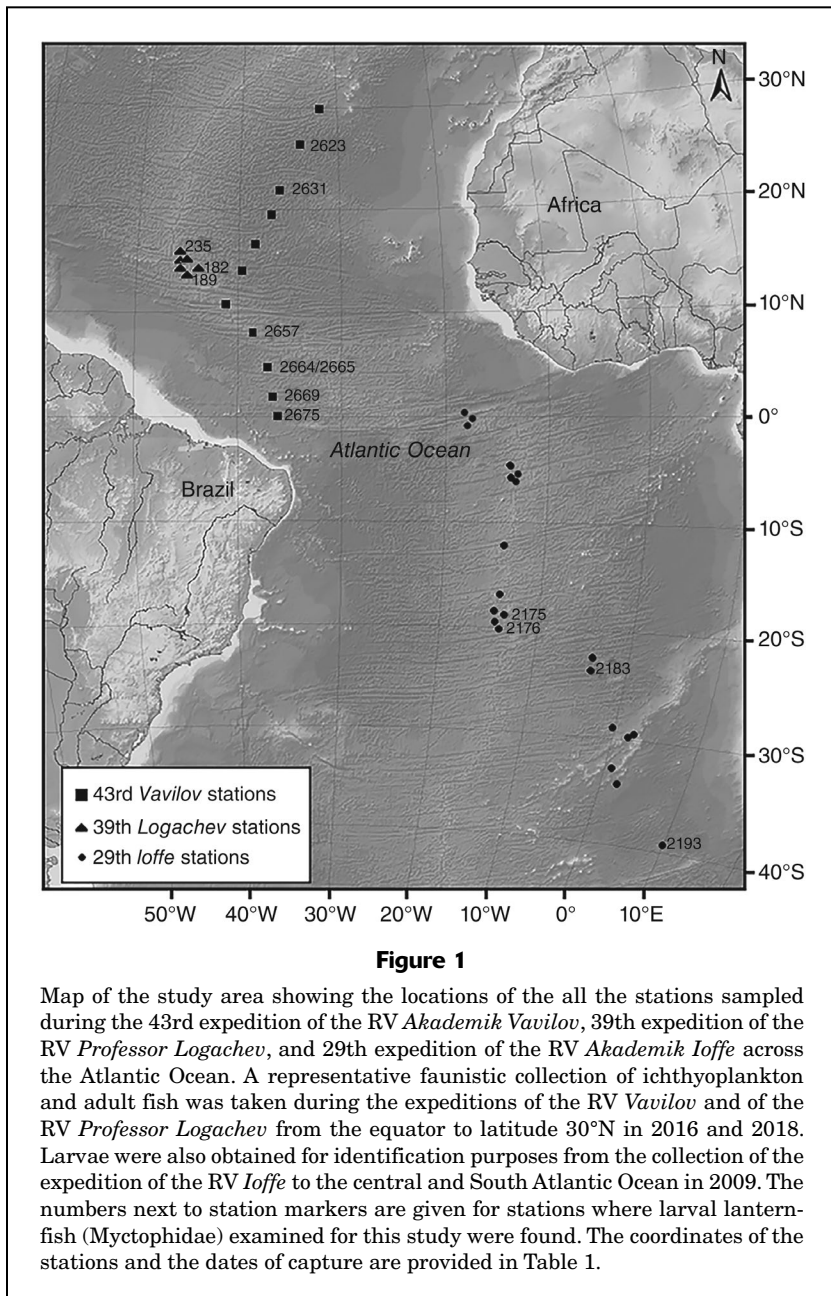 N
30°N
2623
2631
20°N
Africa
235
182
189
10°N
2657
2664/2665
2669
2675
0°
Atlantic Ocean
Brazil
10°S
2175
2176
20°S
2183
30°S
43rd Vavilov stations
39th Logachev stations
29th Ioffe stations
2193
40°S
50°W 40°W 30°W 20°W 10°W 0° 10°E
Figure 1
Map of the study area showing the locations of the all the stations sampled
during the 43rd expedition of the RV Akademik Vavilov, 39th expedition of the
RV Professor Logachev, and 29th expedition of the RV Akademik Ioffe across
the Atlantic Ocean. A representative faunistic collection of ichthyoplankton
and adult fish was taken during the expeditions of the RV Vavilov and of the
RV Professor Logachev from the equator to latitude 30°N in 2016 and 2018.
Larvae were also obtained for identification purposes from the collection of the
expedition of the RV Ioffe to the central and South Atlantic Ocean in 2009. The
numbers next to station markers are given for stations where larval lantern-
fish (Myctophidae) examined for this study were found. The coordinates of the
stations and the dates of capture are provided in Table 1.